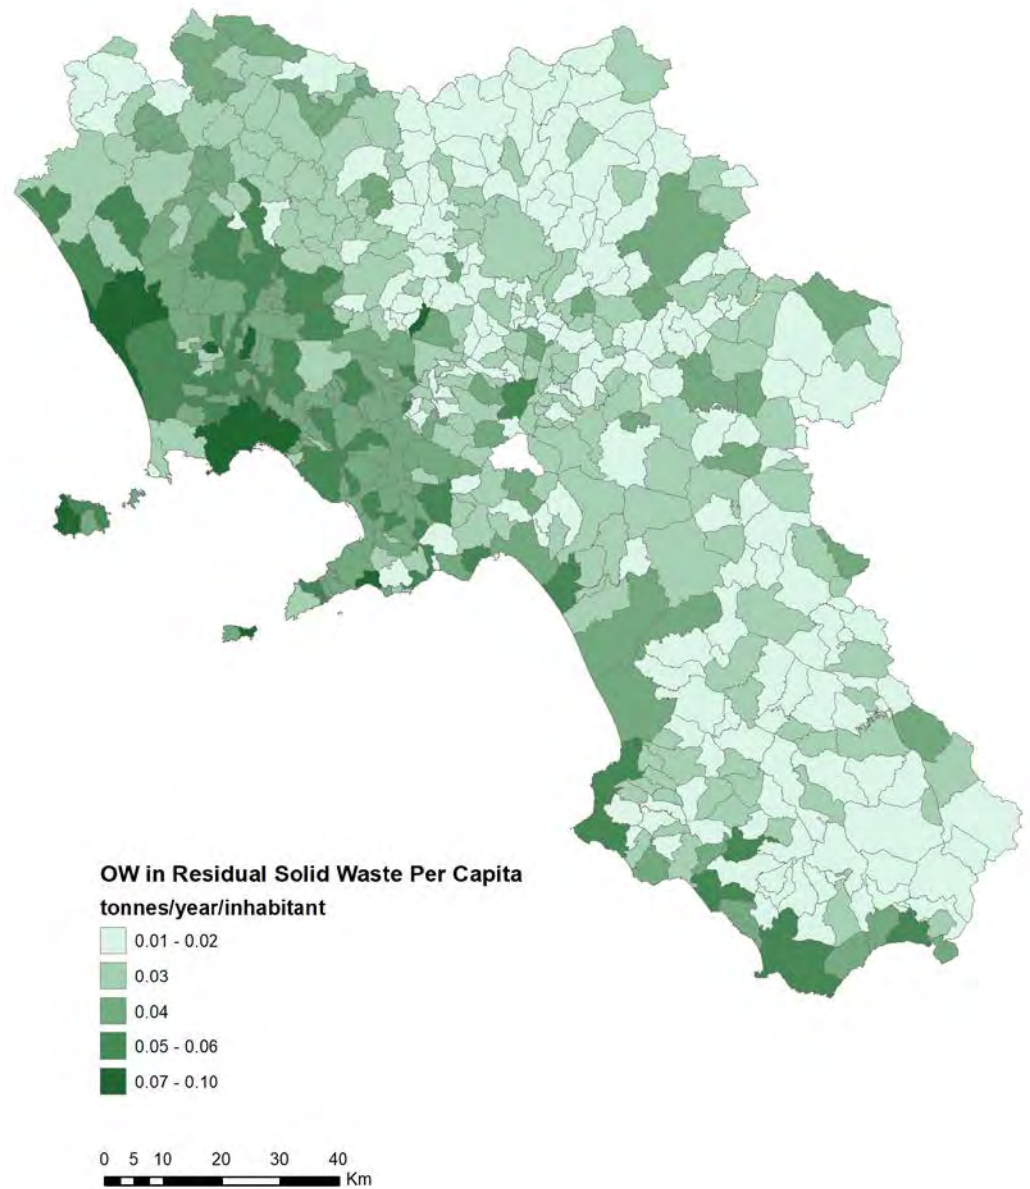 OW in Residual Solid Waste Per Capita
tonnes/year/inhabitant
0.01 - 0.02
0.03
0.04
0.05 - 0.06
0.07 - 0.10
0 5 10 20 30 40
Km